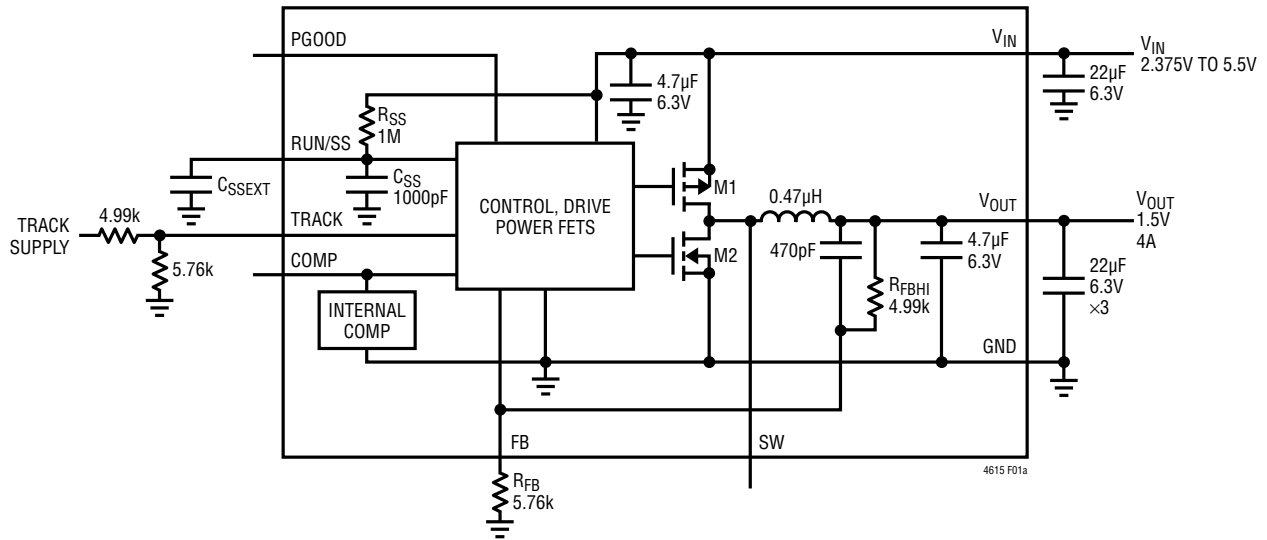 PGOOD
V_IN
V_IN
2.375V TO 5.5V
4.7µF
6.3V
22µF
6.3V
R_SS
1M
RUN/SS
C_SSEXT
C_SS
1000pF
M1
0.47µH
V_OUT
V_OUT
1.5V
4A
4.99k
TRACK
SUPPLY
TRACK
5.76k
CONTROL, DRIVE
POWER FETS
M2
470pF
4.7µF
6.3V
22µF
6.3V
×3
COMP
R_FBHI
4.99k
INTERNAL
COMP
GND
FB
SW
4615 F01a
R_FB
5.76k